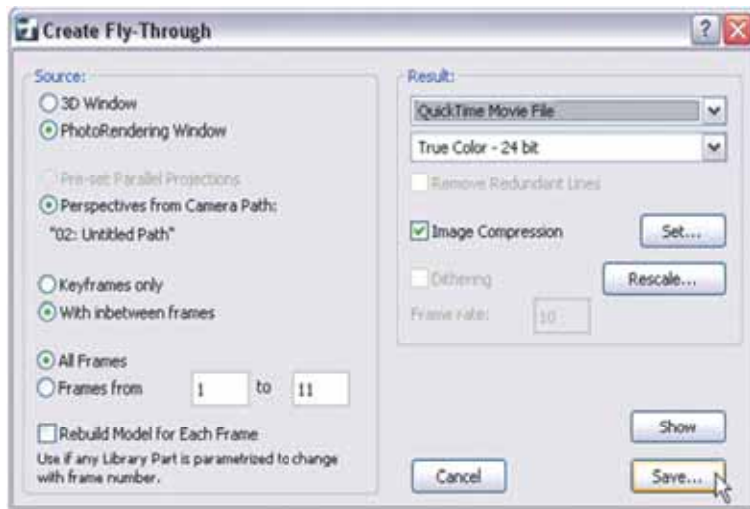 Create Fly-Through
Source:
3D Window
PhotoRendering Window
Pre-set Parallel Projections
Perspectives from Camera Path:
"02: Untitled Path"
Keyframes only
With inbetween frames
All Frames
Frames from 1 to 11
Rebuild Model for Each Frame
Use if any Library Part is parametrized to change
with frame number.
Result:
QuickTime Movie File
True Color - 24 bit
Remove Redundant Lines
Image Compression Set...
Dithering Rescale...
Frame rate: 10
Show
Cancel Save...